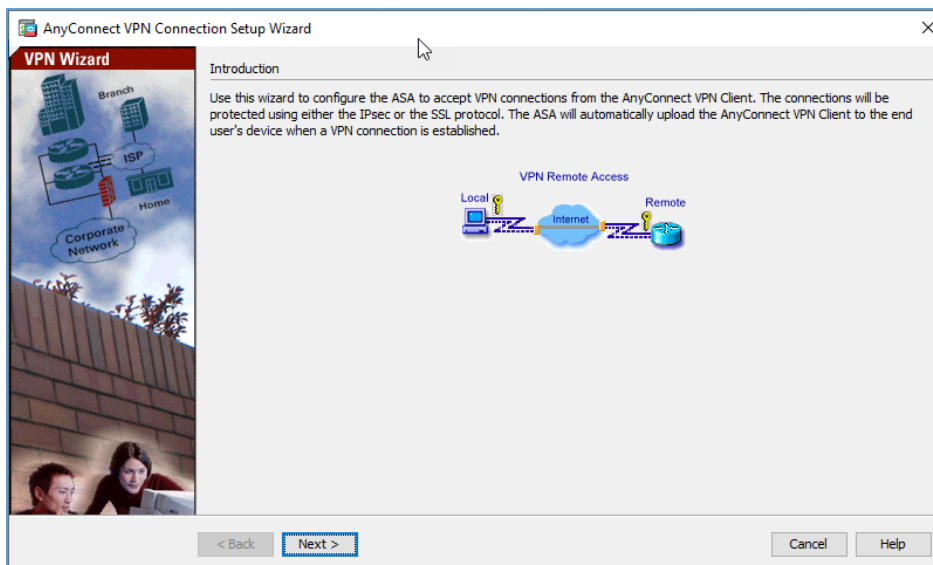 AnyConnect VPN Connection Setup Wizard
VPN Wizard
Branch
ISP
Home
Corporate
Network
Introduction
Use this wizard to configure the ASA to accept VPN connections from the AnyConnect VPN Client. The connections will be
protected using either the IPsec or the SSL protocol. The ASA will automatically upload the AnyConnect VPN Client to the end
user's device when a VPN connection is established.
VPN Remote Access
Local
Internet
Remote
< Back
Next >
Cancel
Help